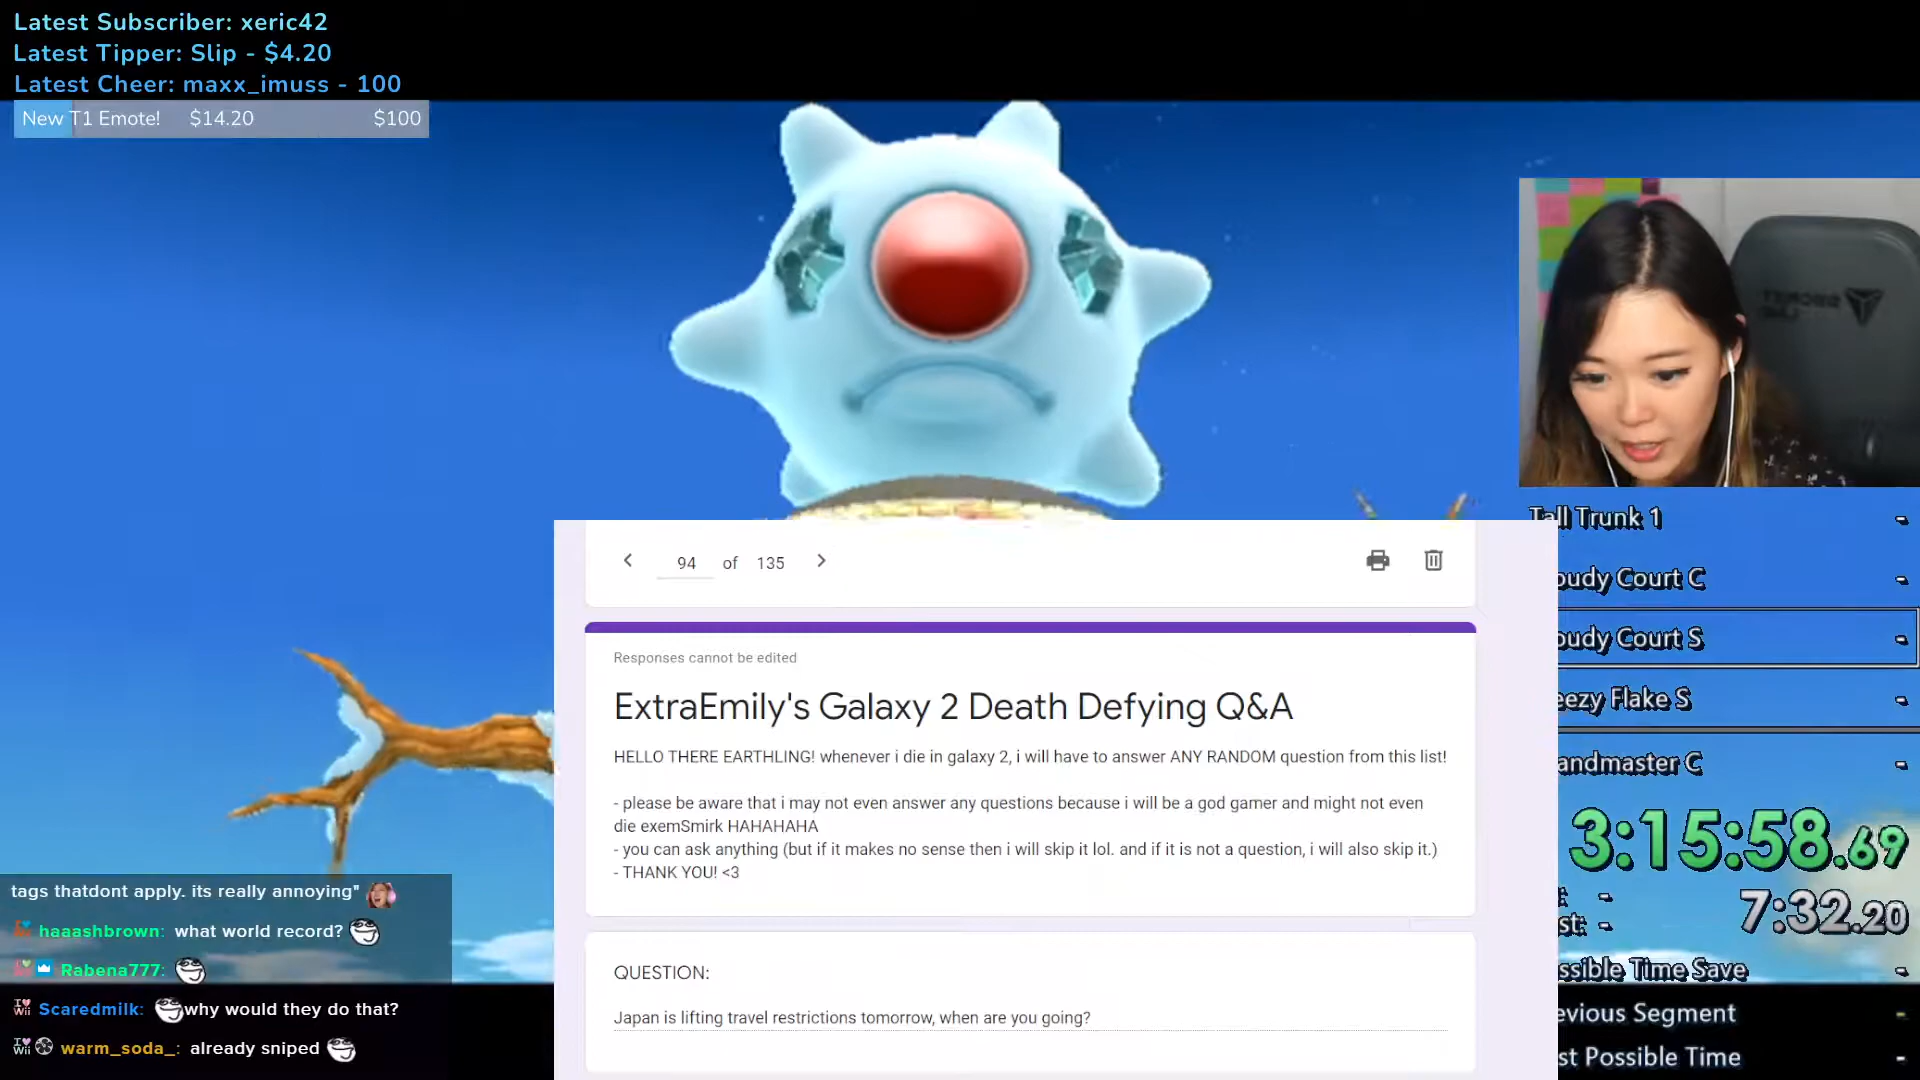 Latest Subscriber: xeric42
Latest Tipper: Slip - $4.20
Latest Cheer: maxx_imuss - 100
New T1 Emote! $14.20 $100
94 of 135
Responses cannot be edited
ExtraEmily's Galaxy 2 Death Defying Q&A
HELLO THERE EARTHLING! whenever i die in galaxy 2, i will have to answer ANY RANDOM question from this list!
- please be aware that i may not even answer any questions because i will be a god gamer and might not even
die exemSmirk HAHAHAHA
- you can ask anything (but if it makes no sense then i will skip it lol. and if it is not a question, i will also skip it.)
- THANK YOU! <3
QUESTION:
Japan is lifting travel restrictions tomorrow, when are you going?
Tall Trunk 1 -
oudy Court C -
oudy Court S -
eezy Flake S -
andmaster C -
3:15:58.69
: -
st: - 7:32.20
ssible Time Save -
evious Segment -
st Possible Time -
tags thatdont apply. its really annoying"
haaashbrown: what world record?
Rabena777:
I ♥ Wii Scaredmilk: why would they do that?
I ♥ Wii warm_soda_: already sniped